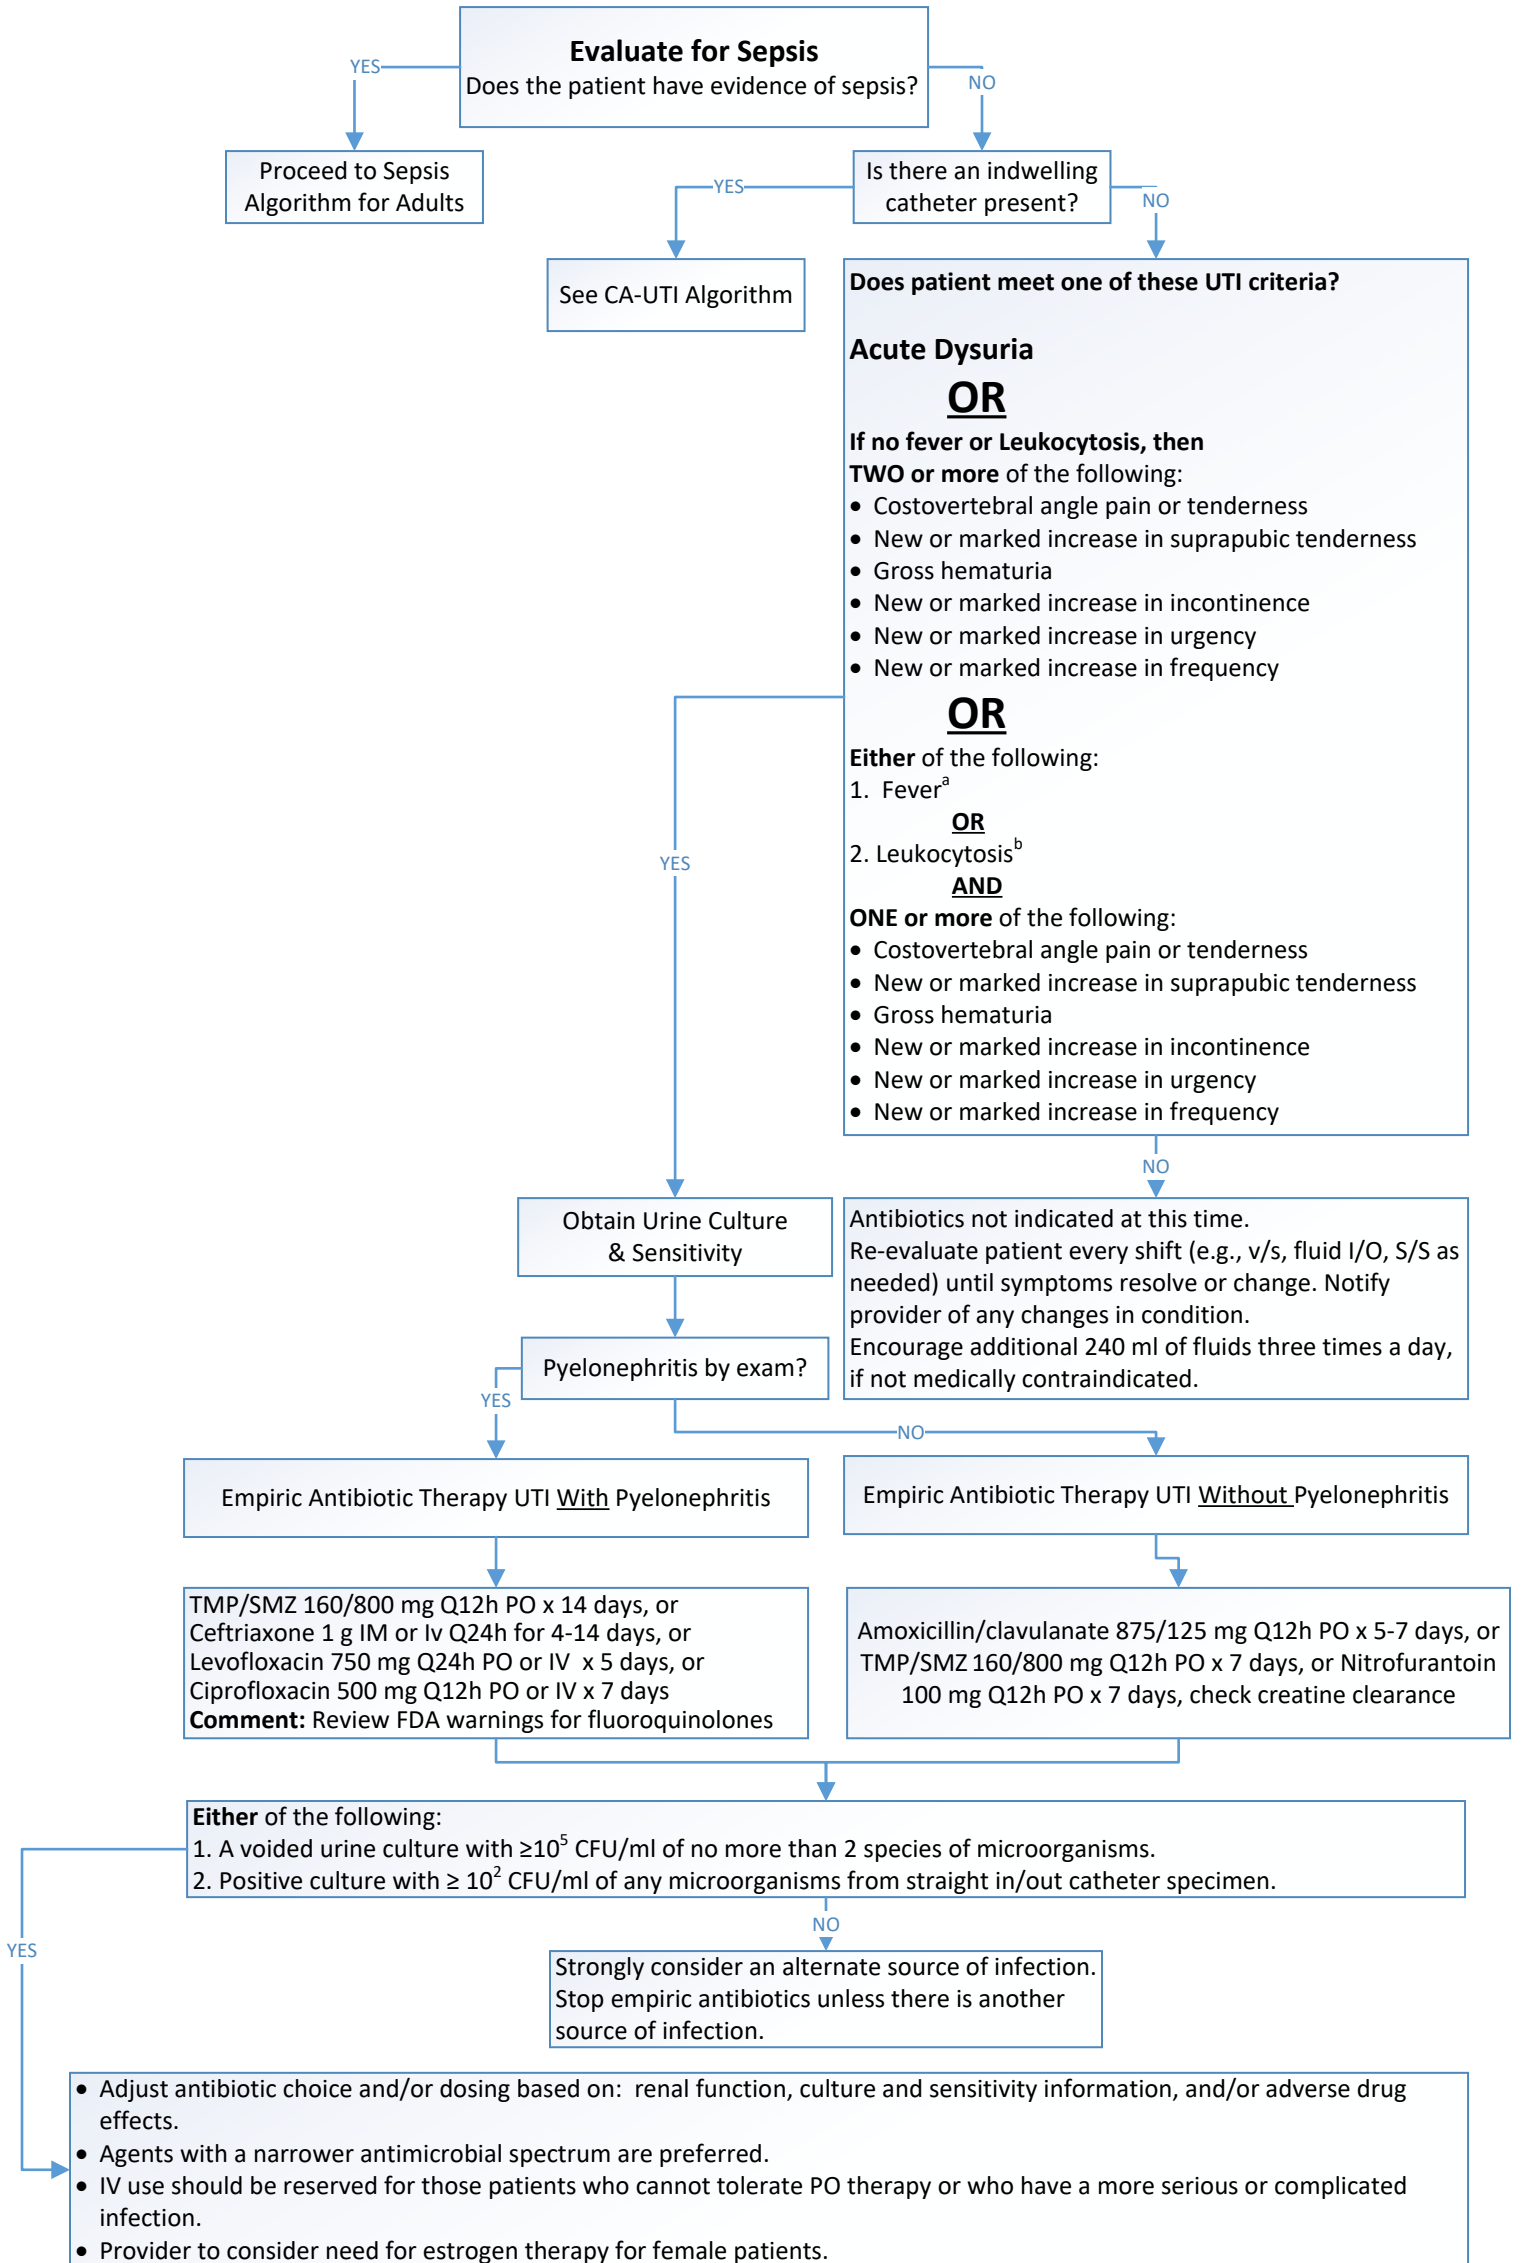 Evaluate for Sepsis
Does the patient have evidence of sepsis?
YES
NO
Proceed to Sepsis
Algorithm for Adults
Is there an indwelling
catheter present?
YES
NO
See CA-UTI Algorithm
Does patient meet one of these UTI criteria?
Acute Dysuria
OR
If no fever or Leukocytosis, then
TWO or more of the following:
• Costovertebral angle pain or tenderness
• New or marked increase in suprapubic tenderness
• Gross hematuria
• New or marked increase in incontinence
• New or marked increase in urgency
• New or marked increase in frequency
OR
Either of the following:
1. Feverᵃ
OR
2. Leukocytosisᵇ
AND
ONE or more of the following:
• Costovertebral angle pain or tenderness
• New or marked increase in suprapubic tenderness
• Gross hematuria
• New or marked increase in incontinence
• New or marked increase in urgency
• New or marked increase in frequency
YES
NO
Obtain Urine Culture
& Sensitivity
Antibiotics not indicated at this time.
Re-evaluate patient every shift (e.g., v/s, fluid I/O, S/S as
needed) until symptoms resolve or change. Notify
provider of any changes in condition.
Encourage additional 240 ml of fluids three times a day,
if not medically contraindicated.
Pyelonephritis by exam?
YES
NO
Empiric Antibiotic Therapy UTI With Pyelonephritis
Empiric Antibiotic Therapy UTI Without Pyelonephritis
TMP/SMZ 160/800 mg Q12h PO x 14 days, or
Ceftriaxone 1 g IM or Iv Q24h for 4-14 days, or
Levofloxacin 750 mg Q24h PO or IV x 5 days, or
Ciprofloxacin 500 mg Q12h PO or IV x 7 days
Comment: Review FDA warnings for fluoroquinolones
Amoxicillin/clavulanate 875/125 mg Q12h PO x 5-7 days, or
TMP/SMZ 160/800 mg Q12h PO x 7 days, or Nitrofurantoin
100 mg Q12h PO x 7 days, check creatine clearance
Either of the following:
1. A voided urine culture with ≥10⁵ CFU/ml of no more than 2 species of microorganisms.
2. Positive culture with ≥ 10² CFU/ml of any microorganisms from straight in/out catheter specimen.
NO
YES
Strongly consider an alternate source of infection.
Stop empiric antibiotics unless there is another
source of infection.
• Adjust antibiotic choice and/or dosing based on: renal function, culture and sensitivity information, and/or adverse drug
effects.
• Agents with a narrower antimicrobial spectrum are preferred.
• IV use should be reserved for those patients who cannot tolerate PO therapy or who have a more serious or complicated
infection.
• Provider to consider need for estrogen therapy for female patients.